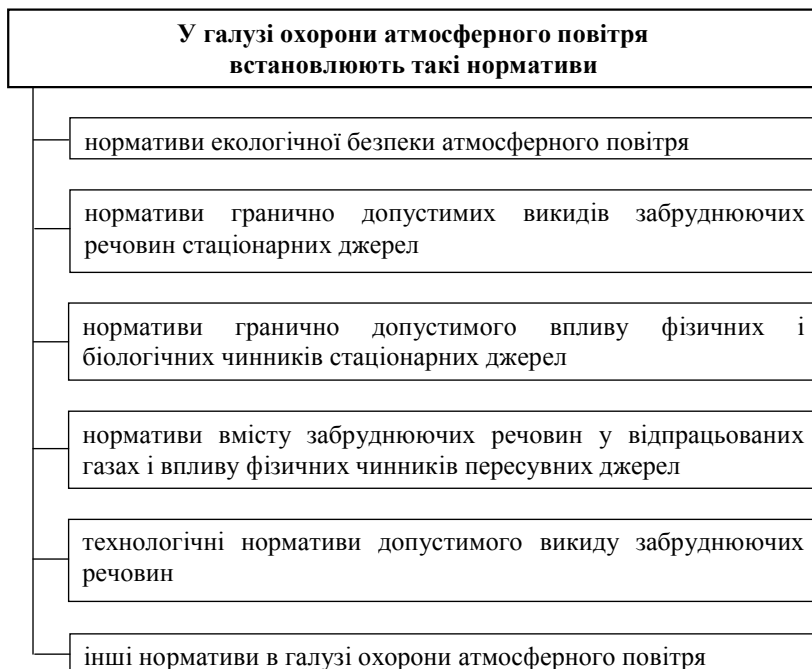 У галузі охорони атмосферного повітря
встановлюють такі нормативи
нормативи екологічної безпеки атмосферного повітря
нормативи гранично допустимих викидів забруднюючих
речовин стаціонарних джерел
нормативи гранично допустимого впливу фізичних і
біологічних чинників стаціонарних джерел
нормативи вмісту забруднюючих речовин у відпрацьованих
газах і впливу фізичних чинників пересувних джерел
технологічні нормативи допустимого викиду забруднюючих
речовин
інші нормативи в галузі охорони атмосферного повітря